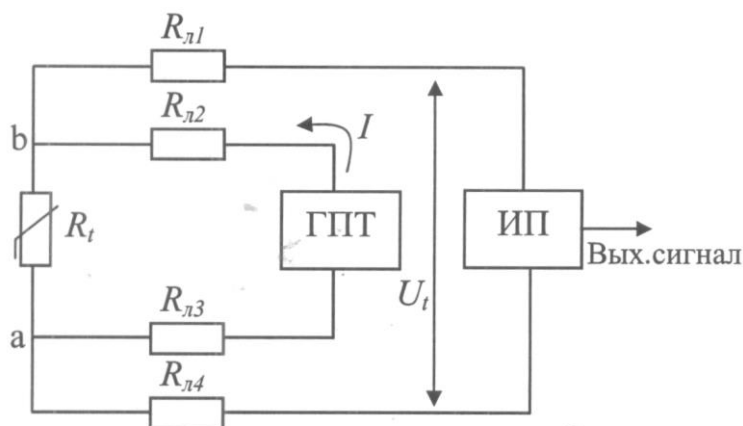 Rл1
Rл2
I
b
Rt
ГПТ
ИП
Вых.сигнал
Ut
Rл3
a
Rл4